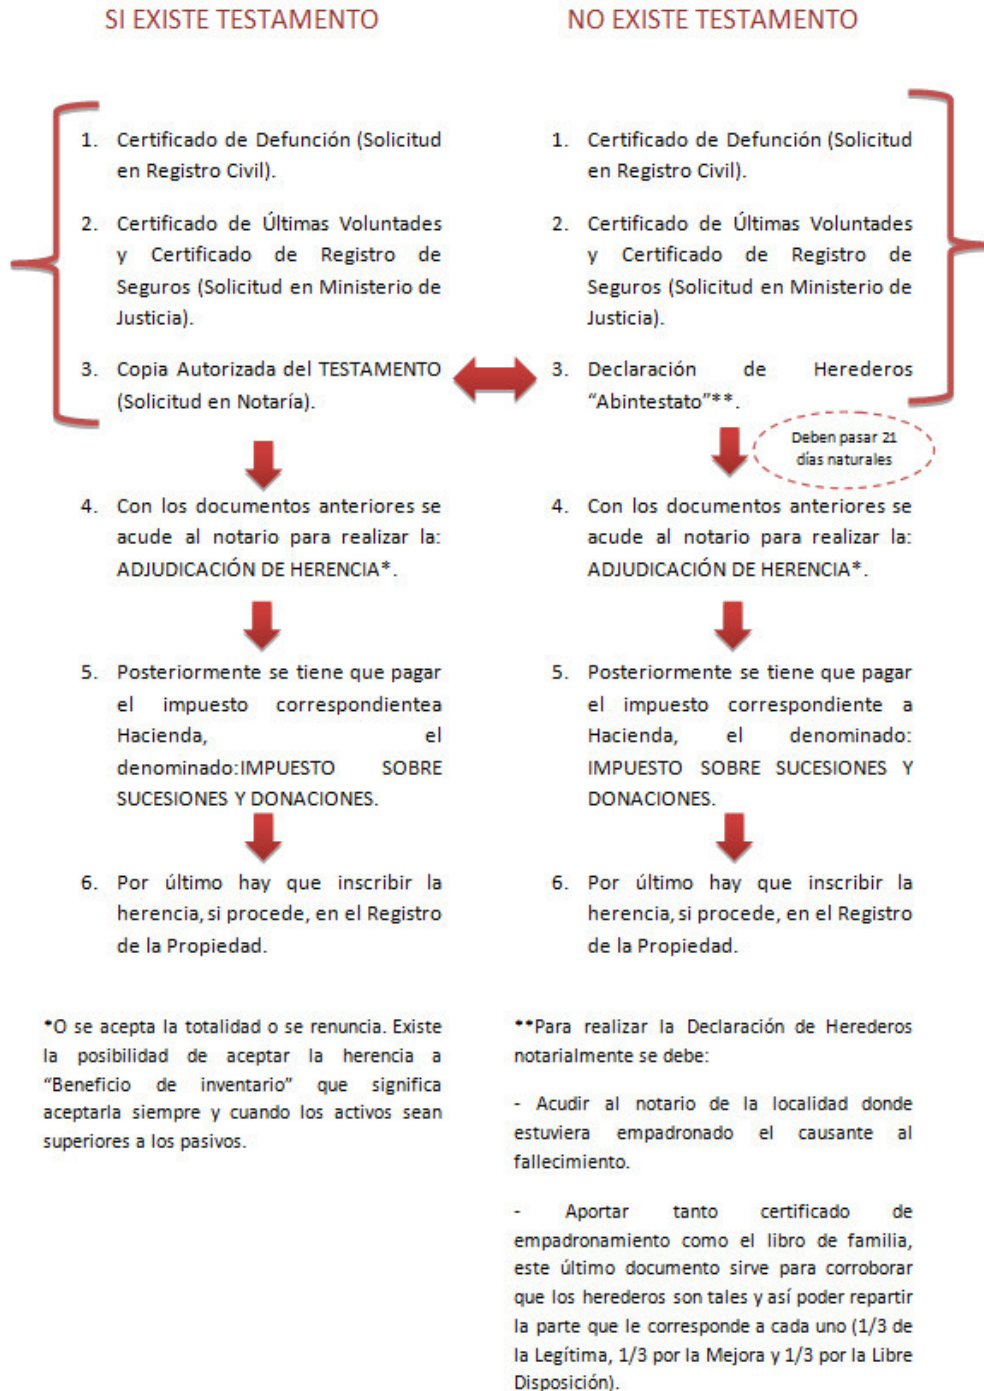 SI EXISTE TESTAMENTO
1. Certificado de Defunción (Solicitud
en Registro Civil).
2. Certificado de Últimas Voluntades
y Certificado de Registro de
Seguros (Solicitud en Ministerio de
Justicia).
3. Copia Autorizada del TESTAMENTO
(Solicitud en Notaría).
4. Con los documentos anteriores se
acude al notario para realizar la:
ADJUDICACIÓN DE HERENCIA*.
5. Posteriormente se tiene que pagar
el impuesto correspondientea
Hacienda, el
denominado:IMPUESTO SOBRE
SUCESIONES Y DONACIONES.
6. Por último hay que inscribir la
herencia, si procede, en el Registro
de la Propiedad.
*O se acepta la totalidad o se renuncia. Existe
la posibilidad de aceptar la herencia a
“Beneficio de inventario” que significa
aceptarla siempre y cuando los activos sean
superiores a los pasivos.
NO EXISTE TESTAMENTO
1. Certificado de Defunción (Solicitud
en Registro Civil).
2. Certificado de Últimas Voluntades
y Certificado de Registro de
Seguros (Solicitud en Ministerio de
Justicia).
3. Declaración de Herederos
“Abintestato”**.
Deben pasar 21
días naturales
4. Con los documentos anteriores se
acude al notario para realizar la:
ADJUDICACIÓN DE HERENCIA*.
5. Posteriormente se tiene que pagar
el impuesto correspondiente a
Hacienda, el denominado:
IMPUESTO SOBRE SUCESIONES Y
DONACIONES.
6. Por último hay que inscribir la
herencia, si procede, en el Registro
de la Propiedad.
**Para realizar la Declaración de Herederos
notarialmente se debe:
- Acudir al notario de la localidad donde
estuviera empadronado el causante al
fallecimiento.
- Aportar tanto certificado de
empadronamiento como el libro de familia,
este último documento sirve para corroborar
que los herederos son tales y así poder repartir
la parte que le corresponde a cada uno (1/3 de
la Legítima, 1/3 por la Mejora y 1/3 por la Libre
Disposición).